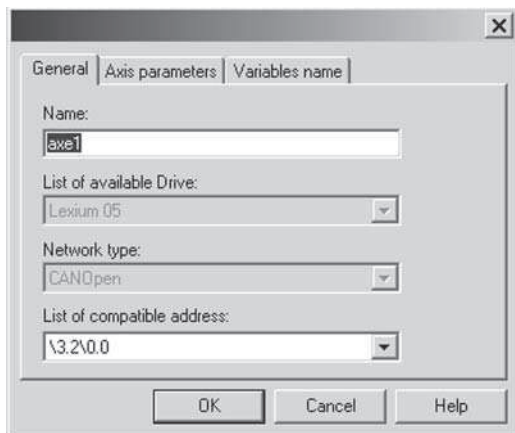 General Axis parameters Variables name
Name:
axe1
List of available Drive:
Lexium 05
Network type:
CANOpen
List of compatible address:
\3.2\0.0
OK Cancel Help